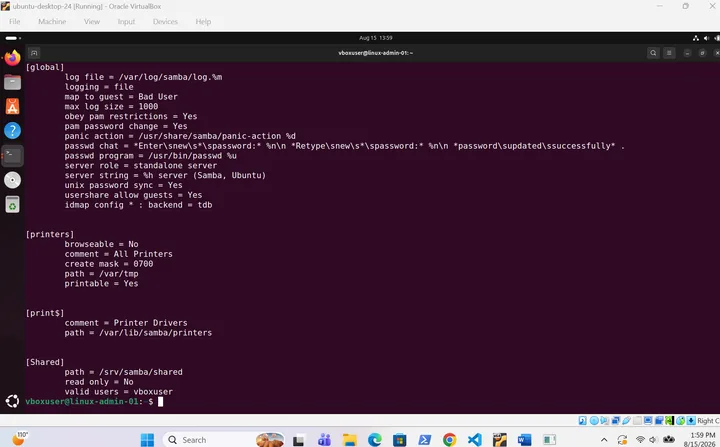 ubuntu-desktop-24 [Running] - Oracle VirtualBox
File Machine View Input Devices Help
Aug 15 13:59
vboxuser@linux-admin-01: ~
[global]
log file = /var/log/samba/log.%m
logging = file
map to guest = Bad User
max log size = 1000
obey pam restrictions = Yes
pam password change = Yes
panic action = /usr/share/samba/panic-action %d
passwd chat = *Enter\snew\s*\spassword:* %n\n *Retype\snew\s*\spassword:* %n\n *password\supdated\ssuccessfully* .
passwd program = /usr/bin/passwd %u
server role = standalone server
server string = %h server (Samba, Ubuntu)
unix password sync = Yes
usershare allow guests = Yes
idmap config * : backend = tdb
[printers]
browseable = No
comment = All Printers
create mask = 0700
path = /var/tmp
printable = Yes
[print$]
comment = Printer Drivers
path = /var/lib/samba/printers
[Shared]
path = /srv/samba/shared
read only = No
valid users = vboxuser
vboxuser@linux-admin-01:~$
Right C
110°
Search
1:59 PM
8/15/2026